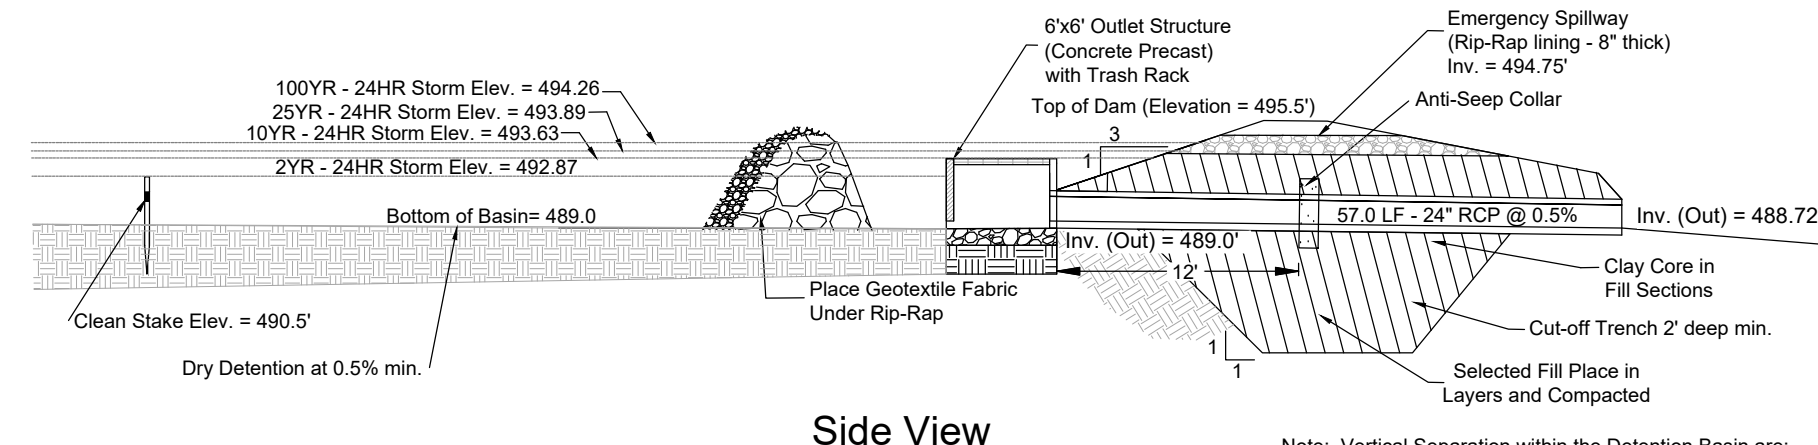 6'x6' Outlet Structure
(Concrete Precast)
with Trash Rack
Emergency Spillway
(Rip-Rap lining - 8" thick)
Inv. = 494.75'
100YR - 24HR Storm Elev. = 494.26
25YR - 24HR Storm Elev. = 493.89
10YR - 24HR Storm Elev. = 493.63
2YR - 24HR Storm Elev. = 492.87
Top of Dam (Elevation = 495.5')
Anti-Seep Collar
3
1
Bottom of Basin= 489.0
57.0 LF - 24" RCP @ 0.5%
Inv. (Out) = 488.72
Inv. (Out) = 489.0'
12'
Clay Core in
Fill Sections
Place Geotextile Fabric
Under Rip-Rap
Clean Stake Elev. = 490.5'
Cut-off Trench 2' deep min.
1
1
Dry Detention at 0.5% min.
Selected Fill Place in
Layers and Compacted
Side View
Note: Vertical Separation within the Detention Basin are: